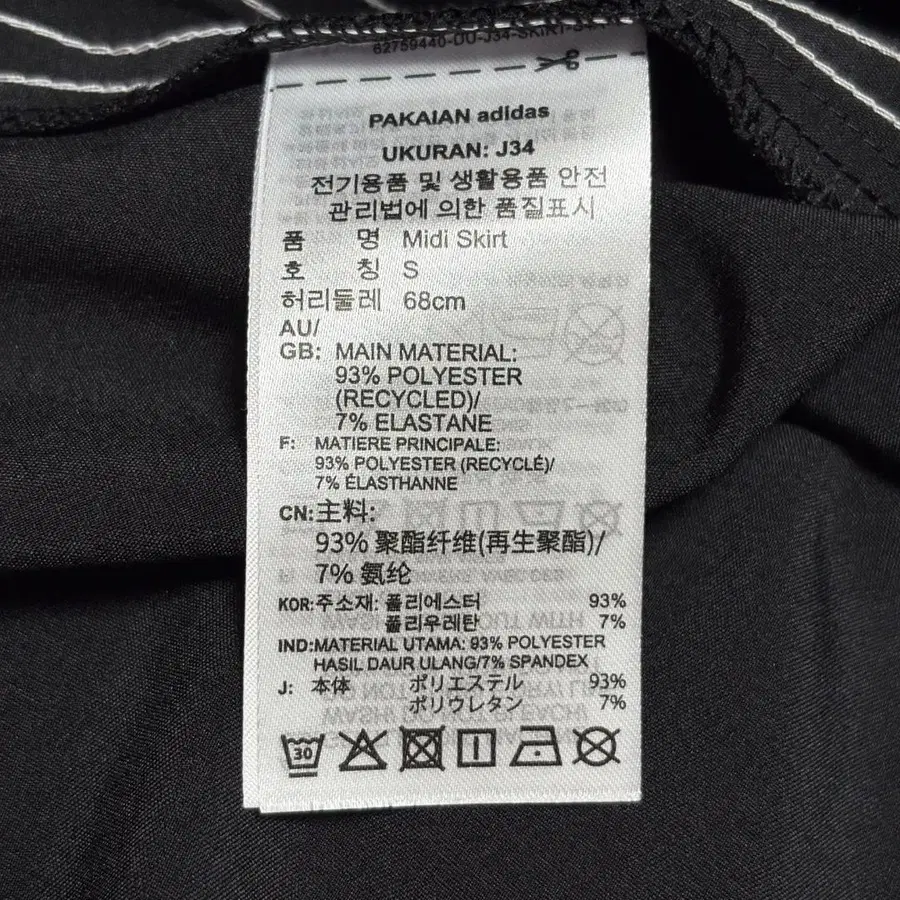 62759440-DU-J34-SKIRT-
PAKAIAN adidas
UKURAN: J34
전기용품 및 생활용품 안전
관리법에 의한 품질표시
품 명 Midi Skirt
호 칭 S
허리둘레 68cm
AU/
GB: MAIN MATERIAL:
93% POLYESTER
(RECYCLED)/
7% ELASTANE
F: MATIERE PRINCIPALE:
93% POLYESTER (RECYCLÉ)/
7% ÉLASTHANNE
CN:主料:
93% 聚酯纤维(再生聚酯)/
7% 氨纶
KOR:주소재: 폴리에스터 93%
폴리우레탄 7%
IND:MATERIAL UTAMA: 93% POLYESTER
HASIL DAUR ULANG/7% SPANDEX
J: 本体 ポリエステル 93%
ポリウレタン 7%
30